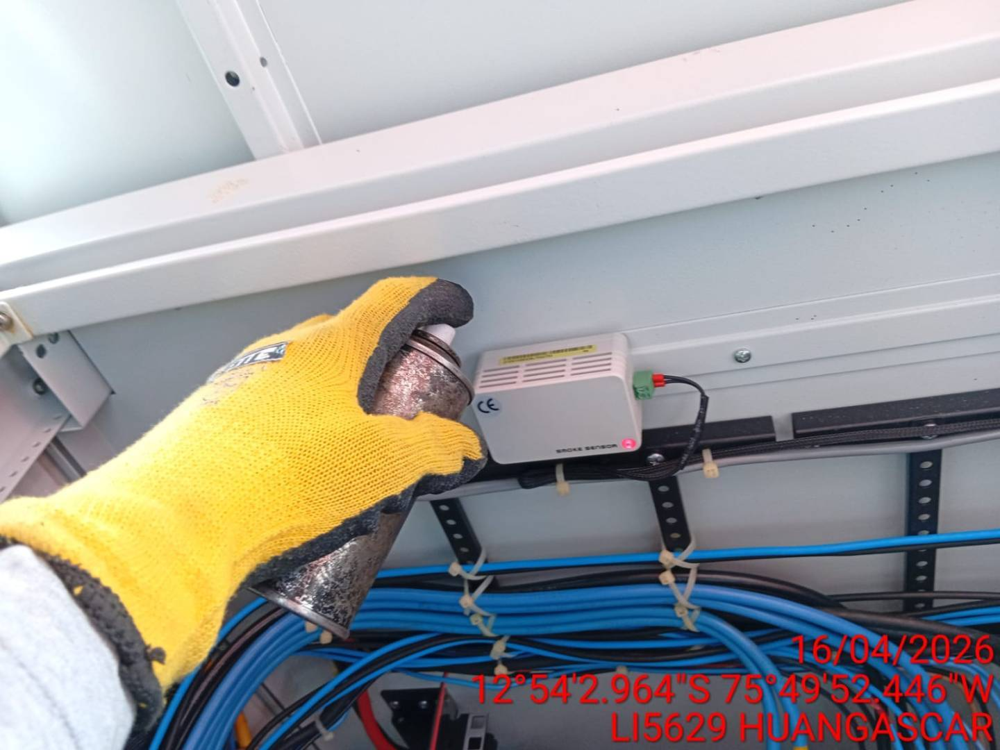 CE
SMOKE SENSOR
16/04/2026
12°54'2.964"S 75°49'52.446"W
LI5629 HUANGASCAR